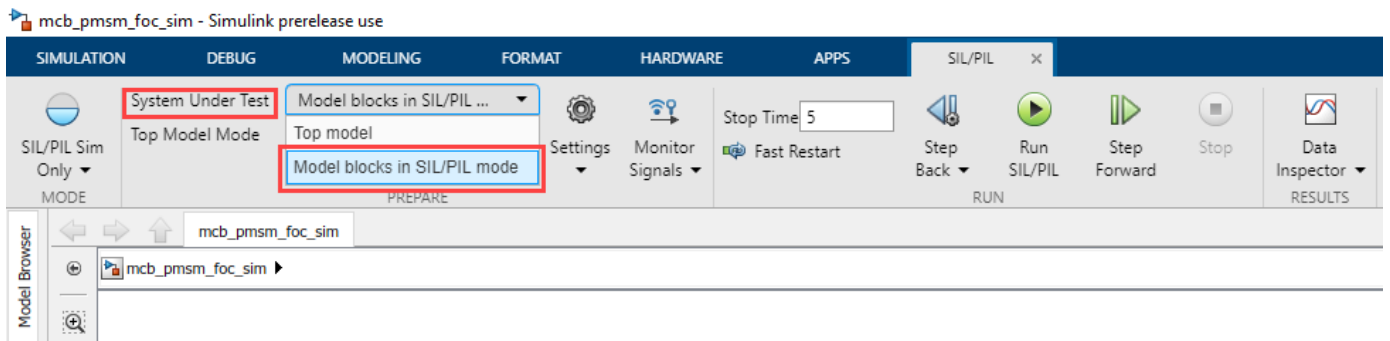 mcb_pmsm_foc_sim - Simulink prerelease use
SIMULATION DEBUG MODELING FORMAT HARDWARE APPS SIL/PIL
SIL/PIL Sim Only
MODE
System Under Test
Top Model Mode
Model blocks in SIL/PIL ...
Top model
Model blocks in SIL/PIL mode
PREPARE
Settings
Monitor Signals
Stop Time 5
Fast Restart
Step Back
Run SIL/PIL
Step Forward
Stop
RUN
Data Inspector
RESULTS
Model Browser
mcb_pmsm_foc_sim
mcb_pmsm_foc_sim